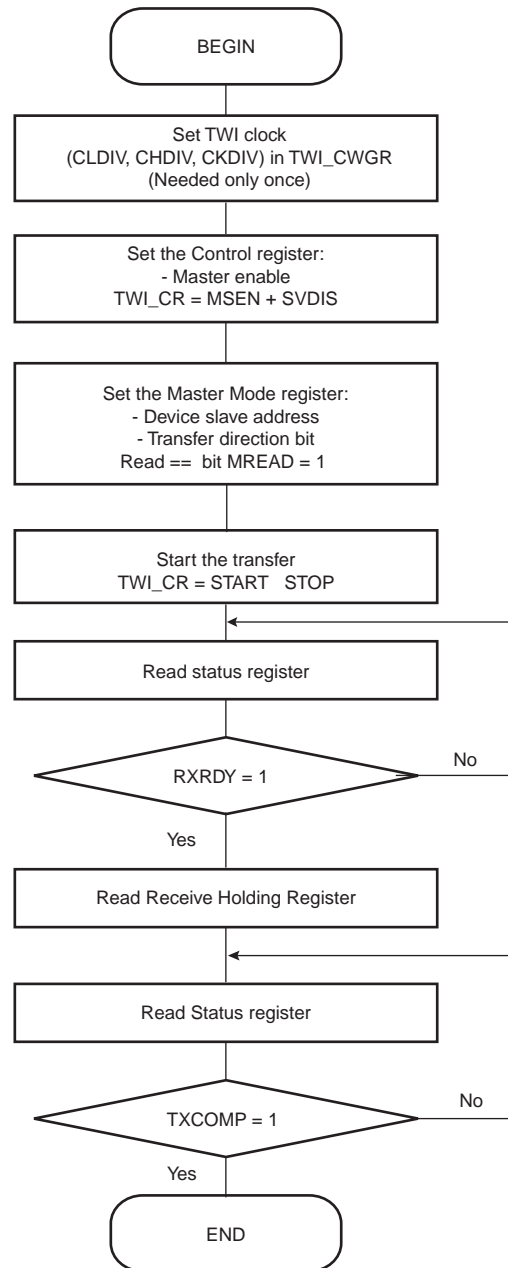 BEGIN
Set TWI clock
(CLDIV, CHDIV, CKDIV) in TWI_CWGR
(Needed only once)
Set the Control register:
- Master enable
TWI_CR = MSEN + SVDIS
Set the Master Mode register:
- Device slave address
- Transfer direction bit
Read == bit MREAD = 1
Start the transfer
TWI_CR = START STOP
Read status register
RXRDY = 1
No
Yes
Read Receive Holding Register
Read Status register
TXCOMP = 1
No
Yes
END